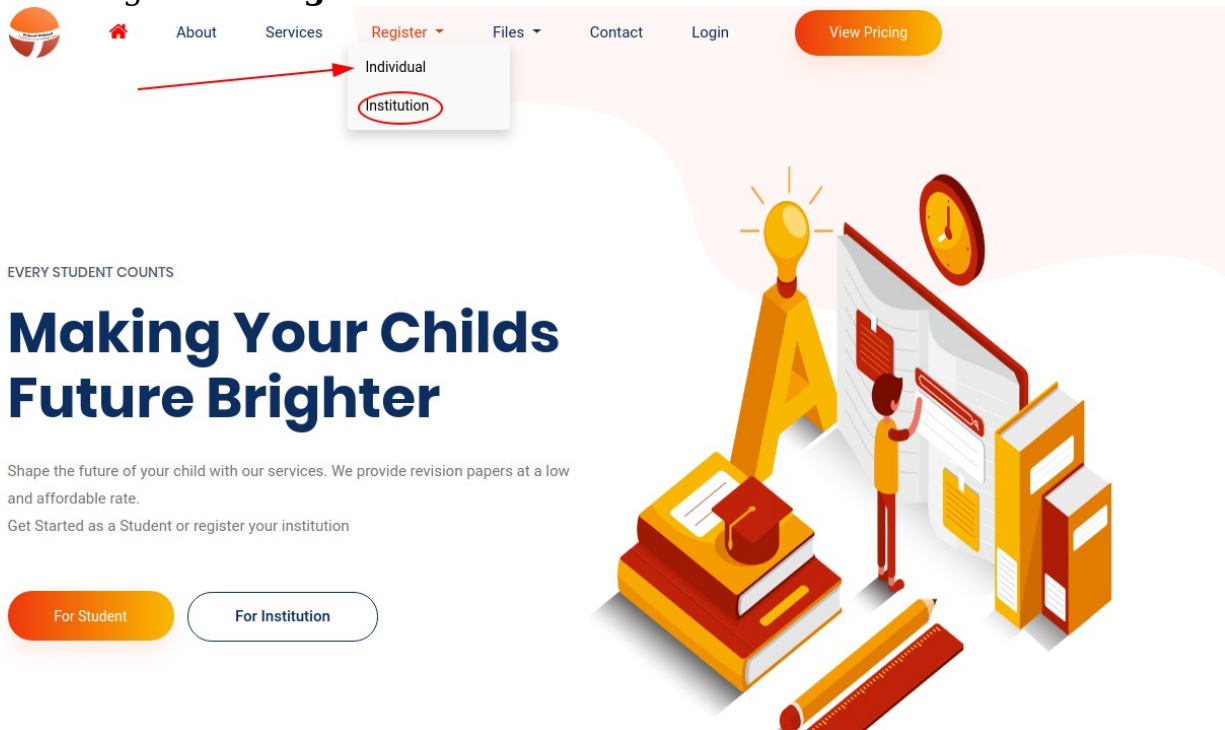 About Services Register Files Contact Login View Pricing
Individual
Institution
EVERY STUDENT COUNTS
Making Your Childs
Future Brighter
Shape the future of your child with our services. We provide revision papers at a low
and affordable rate.
Get Started as a Student or register your institution
For Student For Institution